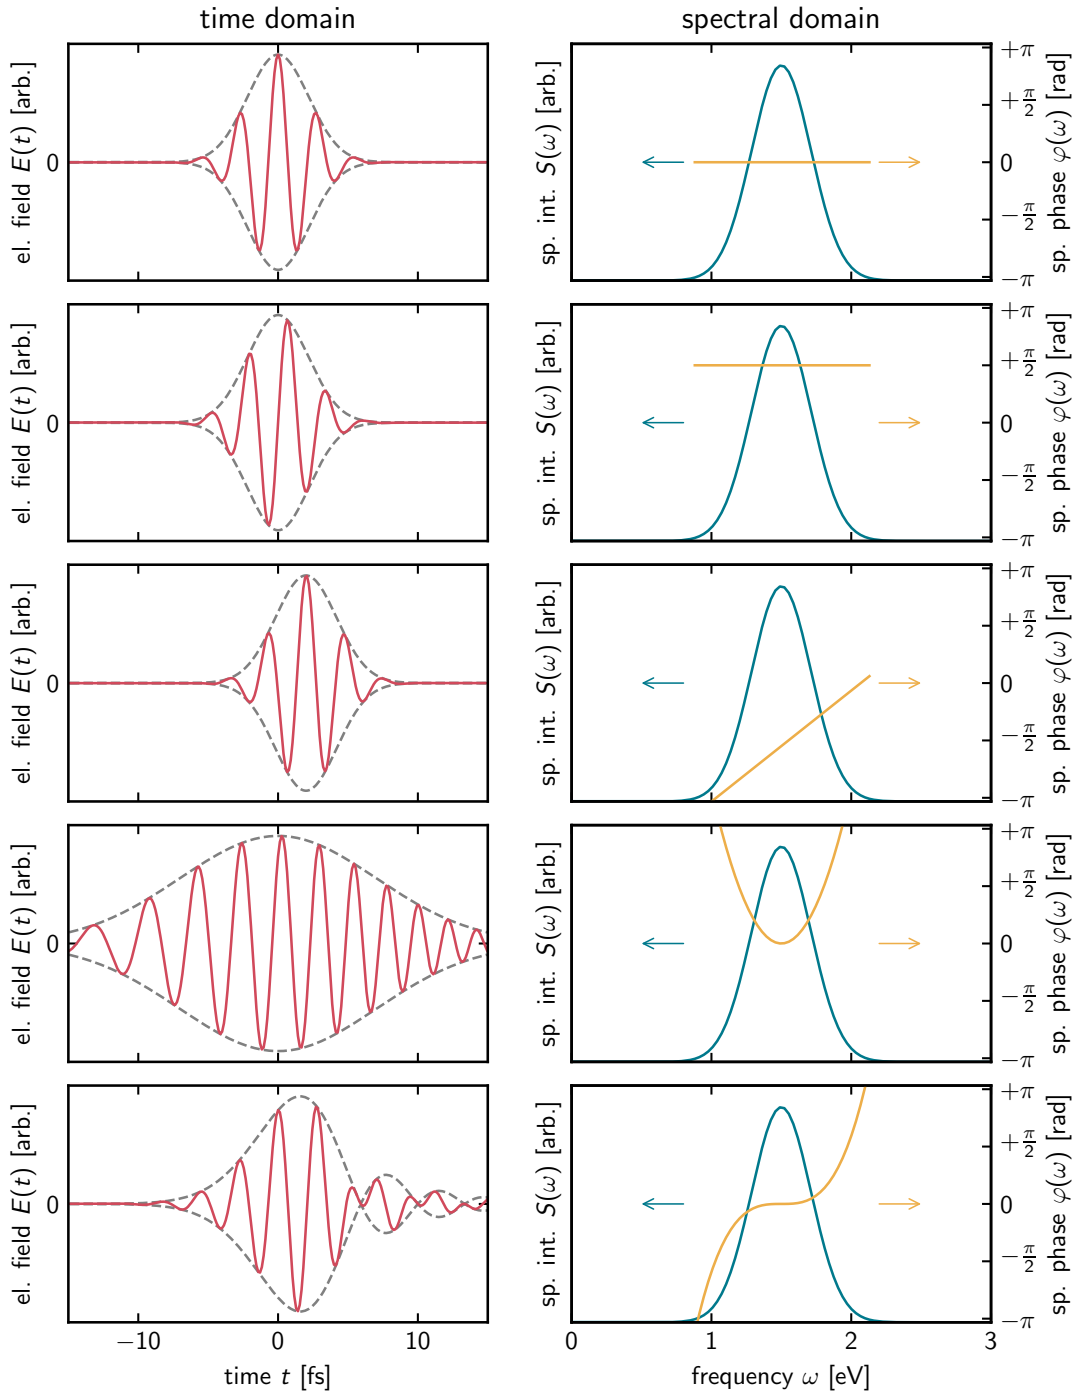 time domain
spectral domain
el. field E(t) [arb.]
0
sp. int. S(ω) [arb.]
+π
+π/2
0
−π/2
−π
sp. phase φ(ω) [rad]
el. field E(t) [arb.]
0
sp. int. S(ω) [arb.]
+π
+π/2
0
−π/2
−π
sp. phase φ(ω) [rad]
el. field E(t) [arb.]
0
sp. int. S(ω) [arb.]
+π
+π/2
0
−π/2
−π
sp. phase φ(ω) [rad]
el. field E(t) [arb.]
0
sp. int. S(ω) [arb.]
+π
+π/2
0
−π/2
−π
sp. phase φ(ω) [rad]
el. field E(t) [arb.]
0
sp. int. S(ω) [arb.]
+π
+π/2
0
−π/2
−π
sp. phase φ(ω) [rad]
−10 0 10
time t [fs]
0 1 2 3
frequency ω [eV]